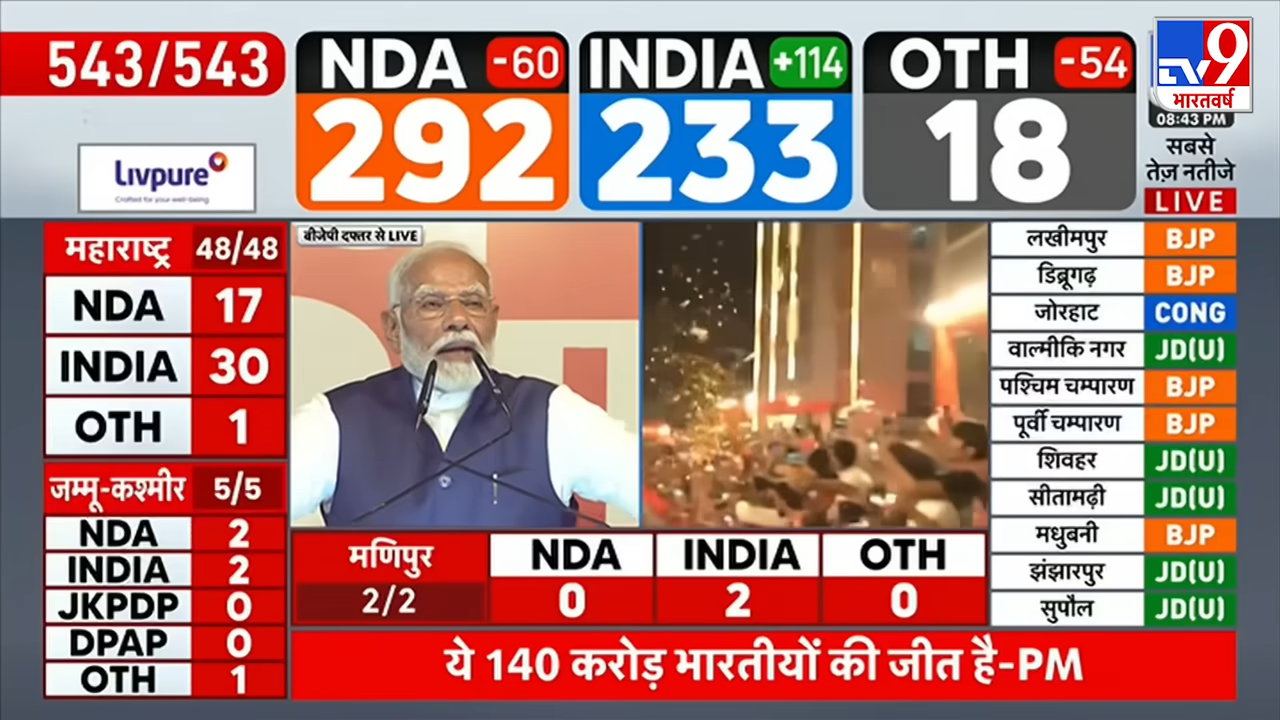 543/543
NDA -60
292
INDIA +114
233
OTH -54
18
TV9
भारतवर्ष
08:43 PM
सबसे
तेज़ नतीजे
LIVE
Livpure
Crafted for your well-being
महाराष्ट्र 48/48
NDA 17
INDIA 30
OTH 1
जम्मू-कश्मीर 5/5
NDA 2
INDIA 2
JKPDP 0
DPAP 0
OTH 1
बीजेपी दफ्तर से LIVE
मणिपुर NDA INDIA OTH
2/2 0 2 0
लखीमपुर BJP
डिब्रूगढ़ BJP
जोरहाट CONG
वाल्मीकि नगर JD(U)
पश्चिम चम्पारण BJP
पूर्वी चम्पारण BJP
शिवहर JD(U)
सीतामढ़ी JD(U)
मधुबनी BJP
झंझारपुर JD(U)
सुपौल JD(U)
ये 140 करोड़ भारतीयों की जीत है-PM